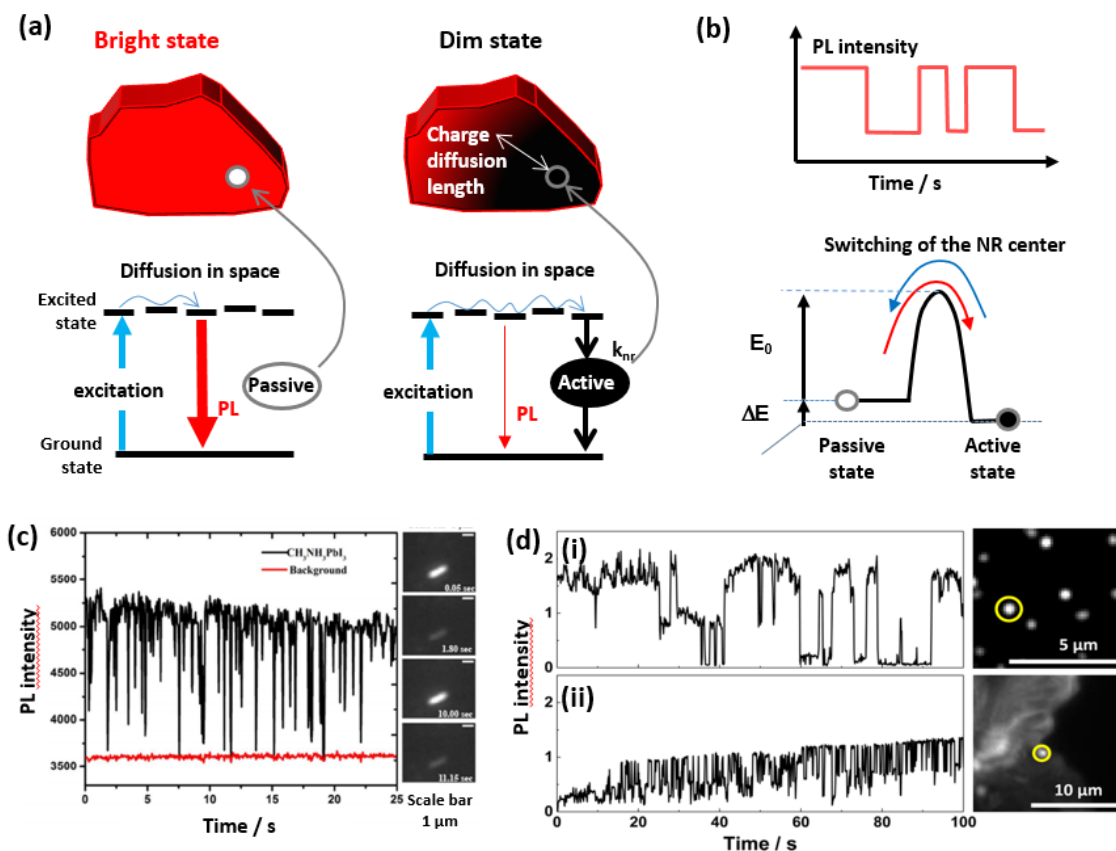 (a)
Bright state
Dim state
Charge
diffusion
length
Diffusion in space
Excited
state
excitation
PL
Passive
Ground
state
Diffusion in space
excitation
PL
k_nr
Active
(b)
PL intensity
Time / s
Switching of the NR center
E₀
ΔE
Passive
state
Active
state
(c)
6000
5500
5000
4500
4000
3500
PL intensity
CH₃NH₃PbI₃
Background
0
5
10
15
20
25
Time / s
0.05 sec
1.80 sec
10.00 sec
11.15 sec
Scale bar
1 µm
(d)
(i)
2
1
0
5 µm
PL intensity
(ii)
2
1
0
0
20
40
60
80
100
Time / s
10 µm